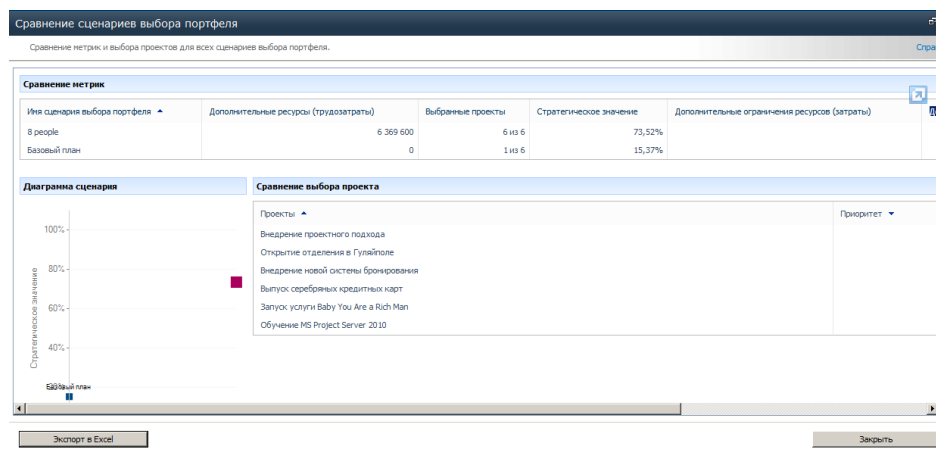 Сравнение сценариев выбора портфеля
Сравнение метрик и выбора проектов для всех сценариев выбора портфеля.
Сравнение метрик
Имя сценария выбора портфеля Дополнительные ресурсы (трудозатраты) Выбранные проекты Стратегическое значение Дополнительные ограничения ресурсов (затраты)
8 people 6 369 600 6 из 6 73,52%
Базовый план 0 1 из 6 15,37%
Диаграмма сценария Сравнение выбора проекта
Проекты Приоритет
Внедрение проектного подхода
Открытие отделения в Гуляйполе
Внедрение новой системы бронирования
Выпуск серебряных кредитных карт
Запуск услуги Baby You Are a Rich Man
Обучение MS Project Server 2010
Стратегическое значение
100%
80%
60%
40%
Базовый план
Экспорт в Excel Закрыть